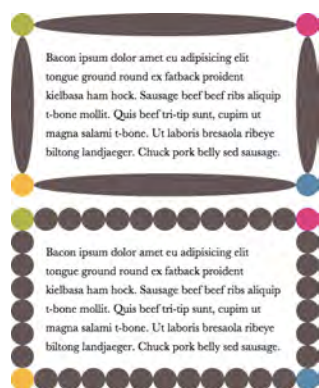 Bacon ipsum dolor amet eu adipisicing elit
tongue ground round ex fatback proident
kielbasa ham hock. Sausage beef beef ribs aliquip
t-bone mollit. Quis beef tri-tip sunt, cupim ut
magna salami t-bone. Ut laboris bresaola ribeye
biltong landjaeger. Chuck pork belly sed sausage.
Bacon ipsum dolor amet eu adipisicing elit
tongue ground round ex fatback proident
kielbasa ham hock. Sausage beef beef ribs aliquip
t-bone mollit. Quis beef tri-tip sunt, cupim ut
magna salami t-bone. Ut laboris bresaola ribeye
biltong landjaeger. Chuck pork belly sed sausage.